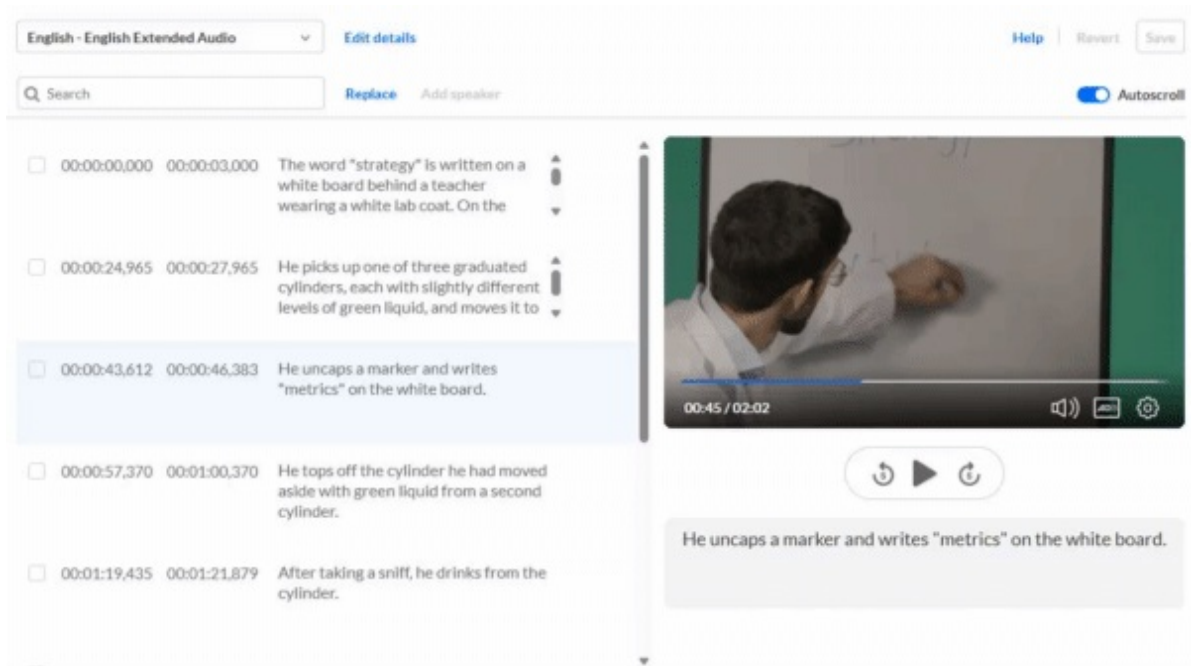 English - English Extended Audio
Edit details
Help
Revert
Save
Search
Replace
Add speaker
Autoscroll
00:00:00,000 00:00:03,000 The word "strategy" is written on a
white board behind a teacher
wearing a white lab coat. On the
00:00:24,965 00:00:27,965 He picks up one of three graduated
cylinders, each with slightly different
levels of green liquid, and moves it to
00:00:43,612 00:00:46,383 He uncaps a marker and writes
"metrics" on the white board.
00:00:57,370 00:01:00,370 He tops off the cylinder he had moved
aside with green liquid from a second
cylinder.
00:01:19,435 00:01:21,879 After taking a sniff, he drinks from the
cylinder.
00:45 / 02:02
He uncaps a marker and writes "metrics" on the white board.